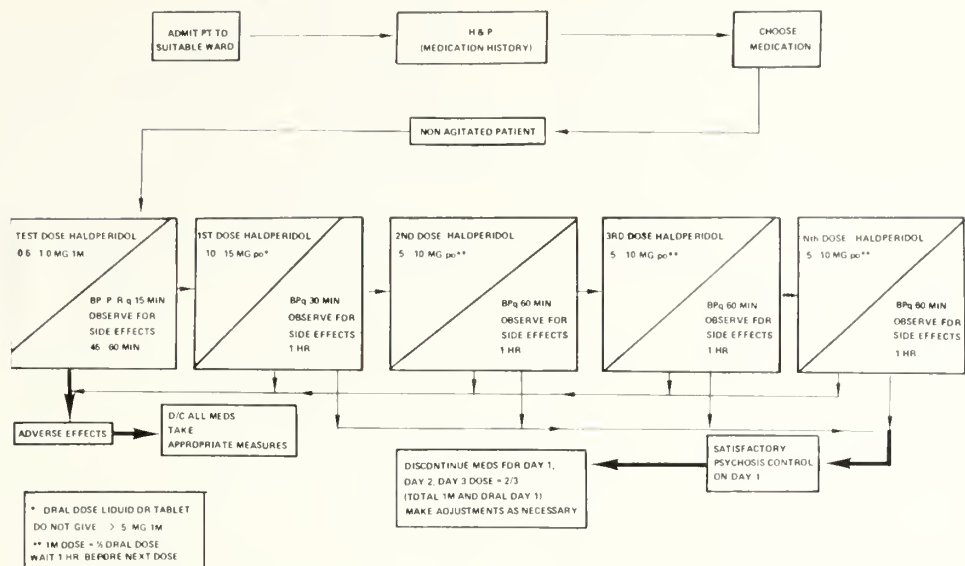 ADMIT PT TO
SUITABLE WARD
H & P
(MEDICATION HISTORY)
CHOOSE
MEDICATION
NON AGITATED PATIENT
TEST DOSE HALOPERIDOL
0 5 1 0 MG 1M
BP P R q 15 MIN
OBSERVE FOR
SIDE EFFECTS
45 60 MIN
1ST DOSE HALOPERIDOL
10 15 MG po*
BPq 30 MIN
OBSERVE FOR
SIDE EFFECTS
1 HR
2ND DOSE HALOPERIDOL
5 10 MG po**
BPq 60 MIN
OBSERVE FOR
SIDE EFFECTS
1 HR
3RD DOSE HALOPERIDOL
5 10 MG po**
BPq 60 MIN
OBSERVE FOR
SIDE EFFECTS
1 HR
Nth DOSE HALOPERIDOL
5 10 MG po**
BPq 60 MIN
OBSERVE FOR
SIDE EFFECTS
1 HR
ADVERSE EFFECTS
D/C ALL MEDS
TAKE
APPROPRIATE MEASURES
DISCONTINUE MEDS FOR DAY 1,
DAY 2, DAY 3 DOSE = 2/3
(TOTAL 1M AND ORAL DAY 1)
MAKE ADJUSTMENTS AS NECESSARY
SATISFACTORY
PSYCHOSIS CONTROL
ON DAY 1
* ORAL DOSE LIQUID OR TABLET
DO NOT GIVE > 5 MG 1M
** 1M DOSE = ½ ORAL DOSE
WAIT 1 HR BEFORE NEXT DOSE